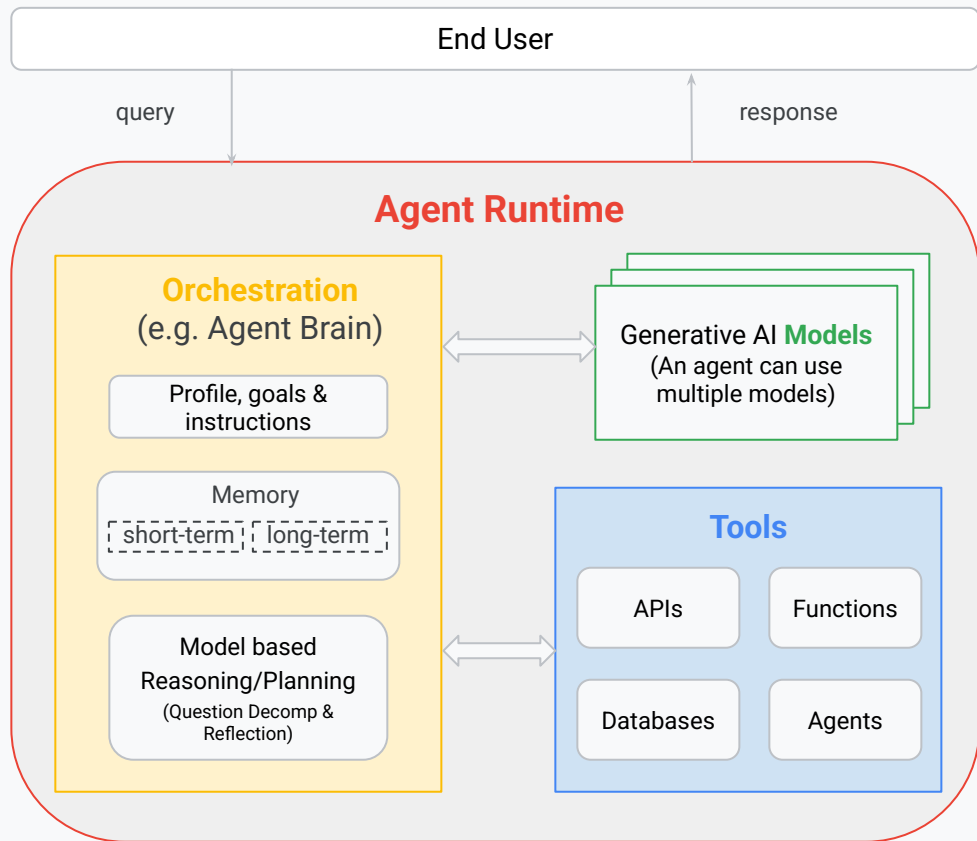 End User
query
response
Agent Runtime
Orchestration
(e.g. Agent Brain)
Profile, goals &
instructions
Memory
short-term
long-term
Model based
Reasoning/Planning
(Question Decomp &
Reflection)
Generative AI Models
(An agent can use
multiple models)
Tools
APIs
Functions
Databases
Agents